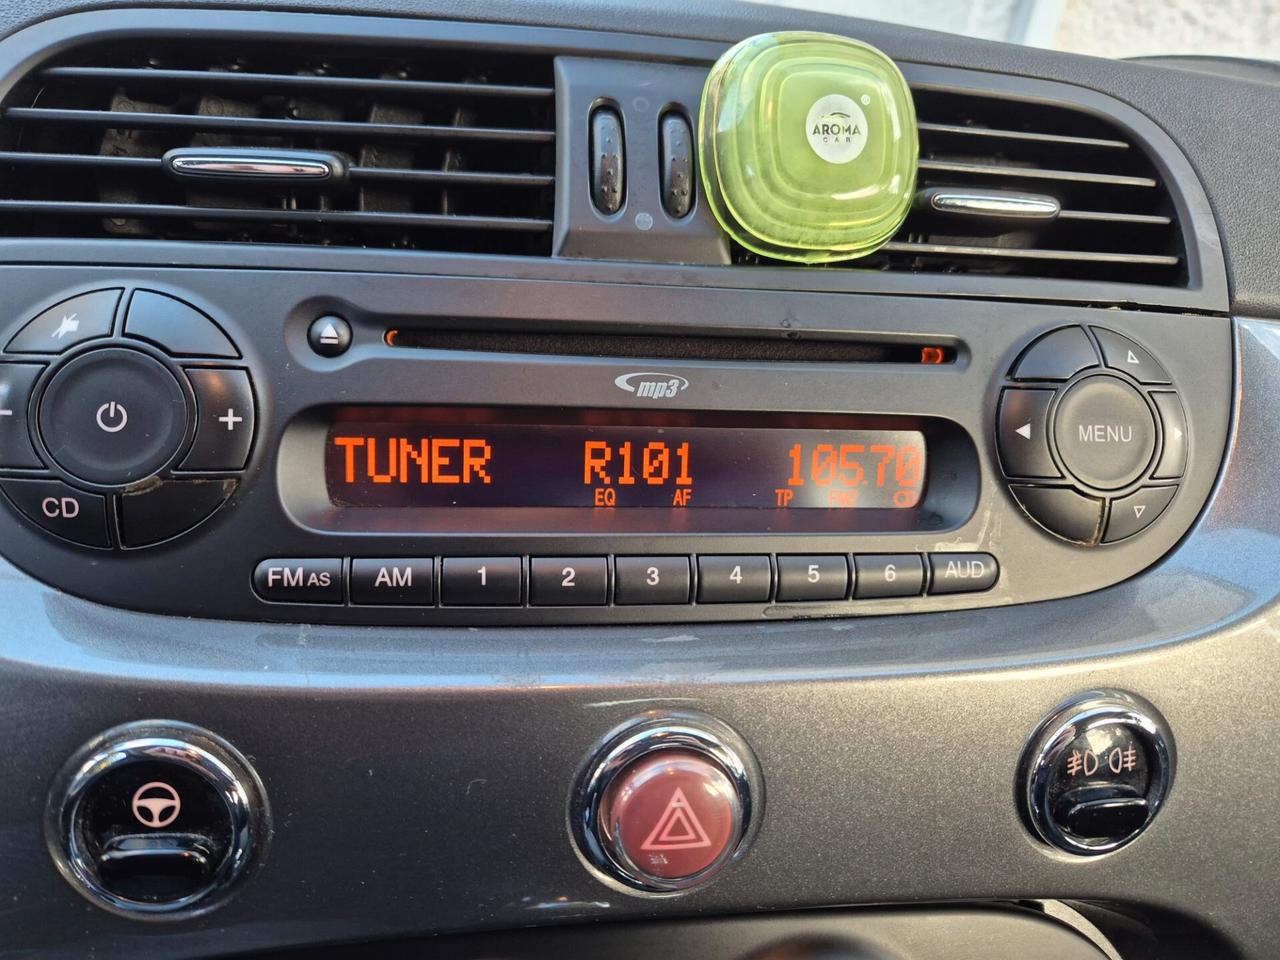 AROMA
CAR
®
mp3
TUNER R101 105.70
EQ AF TP FM2
CD
MENU
FM AS AM 1 2 3 4 5 6 AUD